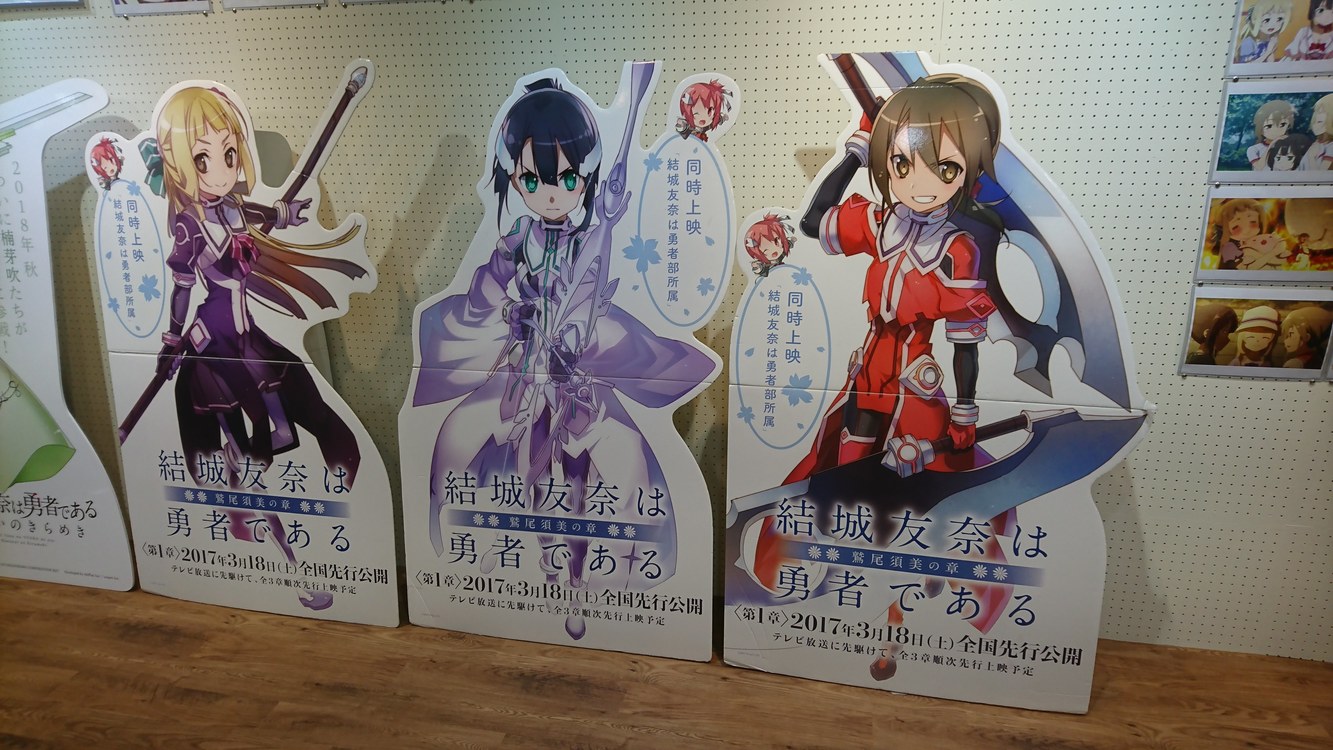 2018年秋
に楠芽吹たちが
参戦!
奈は勇者である
のきらめき
同時上映
「結城友奈は勇者部所属」
結城友奈は
鷲尾須美の章
勇者である
〈第1章〉2017年3月18日(土)全国先行公開
テレビ放送に先駆けて、全3章順次先行上映予定
同時上映
「結城友奈は勇者部所属」
結城友奈は
鷲尾須美の章
勇者である
〈第1章〉2017年3月18日(土)全国先行公開
テレビ放送に先駆けて、全3章順次先行上映予定
同時上映
「結城友奈は勇者部所属」
結城友奈は
鷲尾須美の章
勇者である
〈第1章〉2017年3月18日(土)全国先行公開
テレビ放送に先駆けて、全3章順次先行上映予定